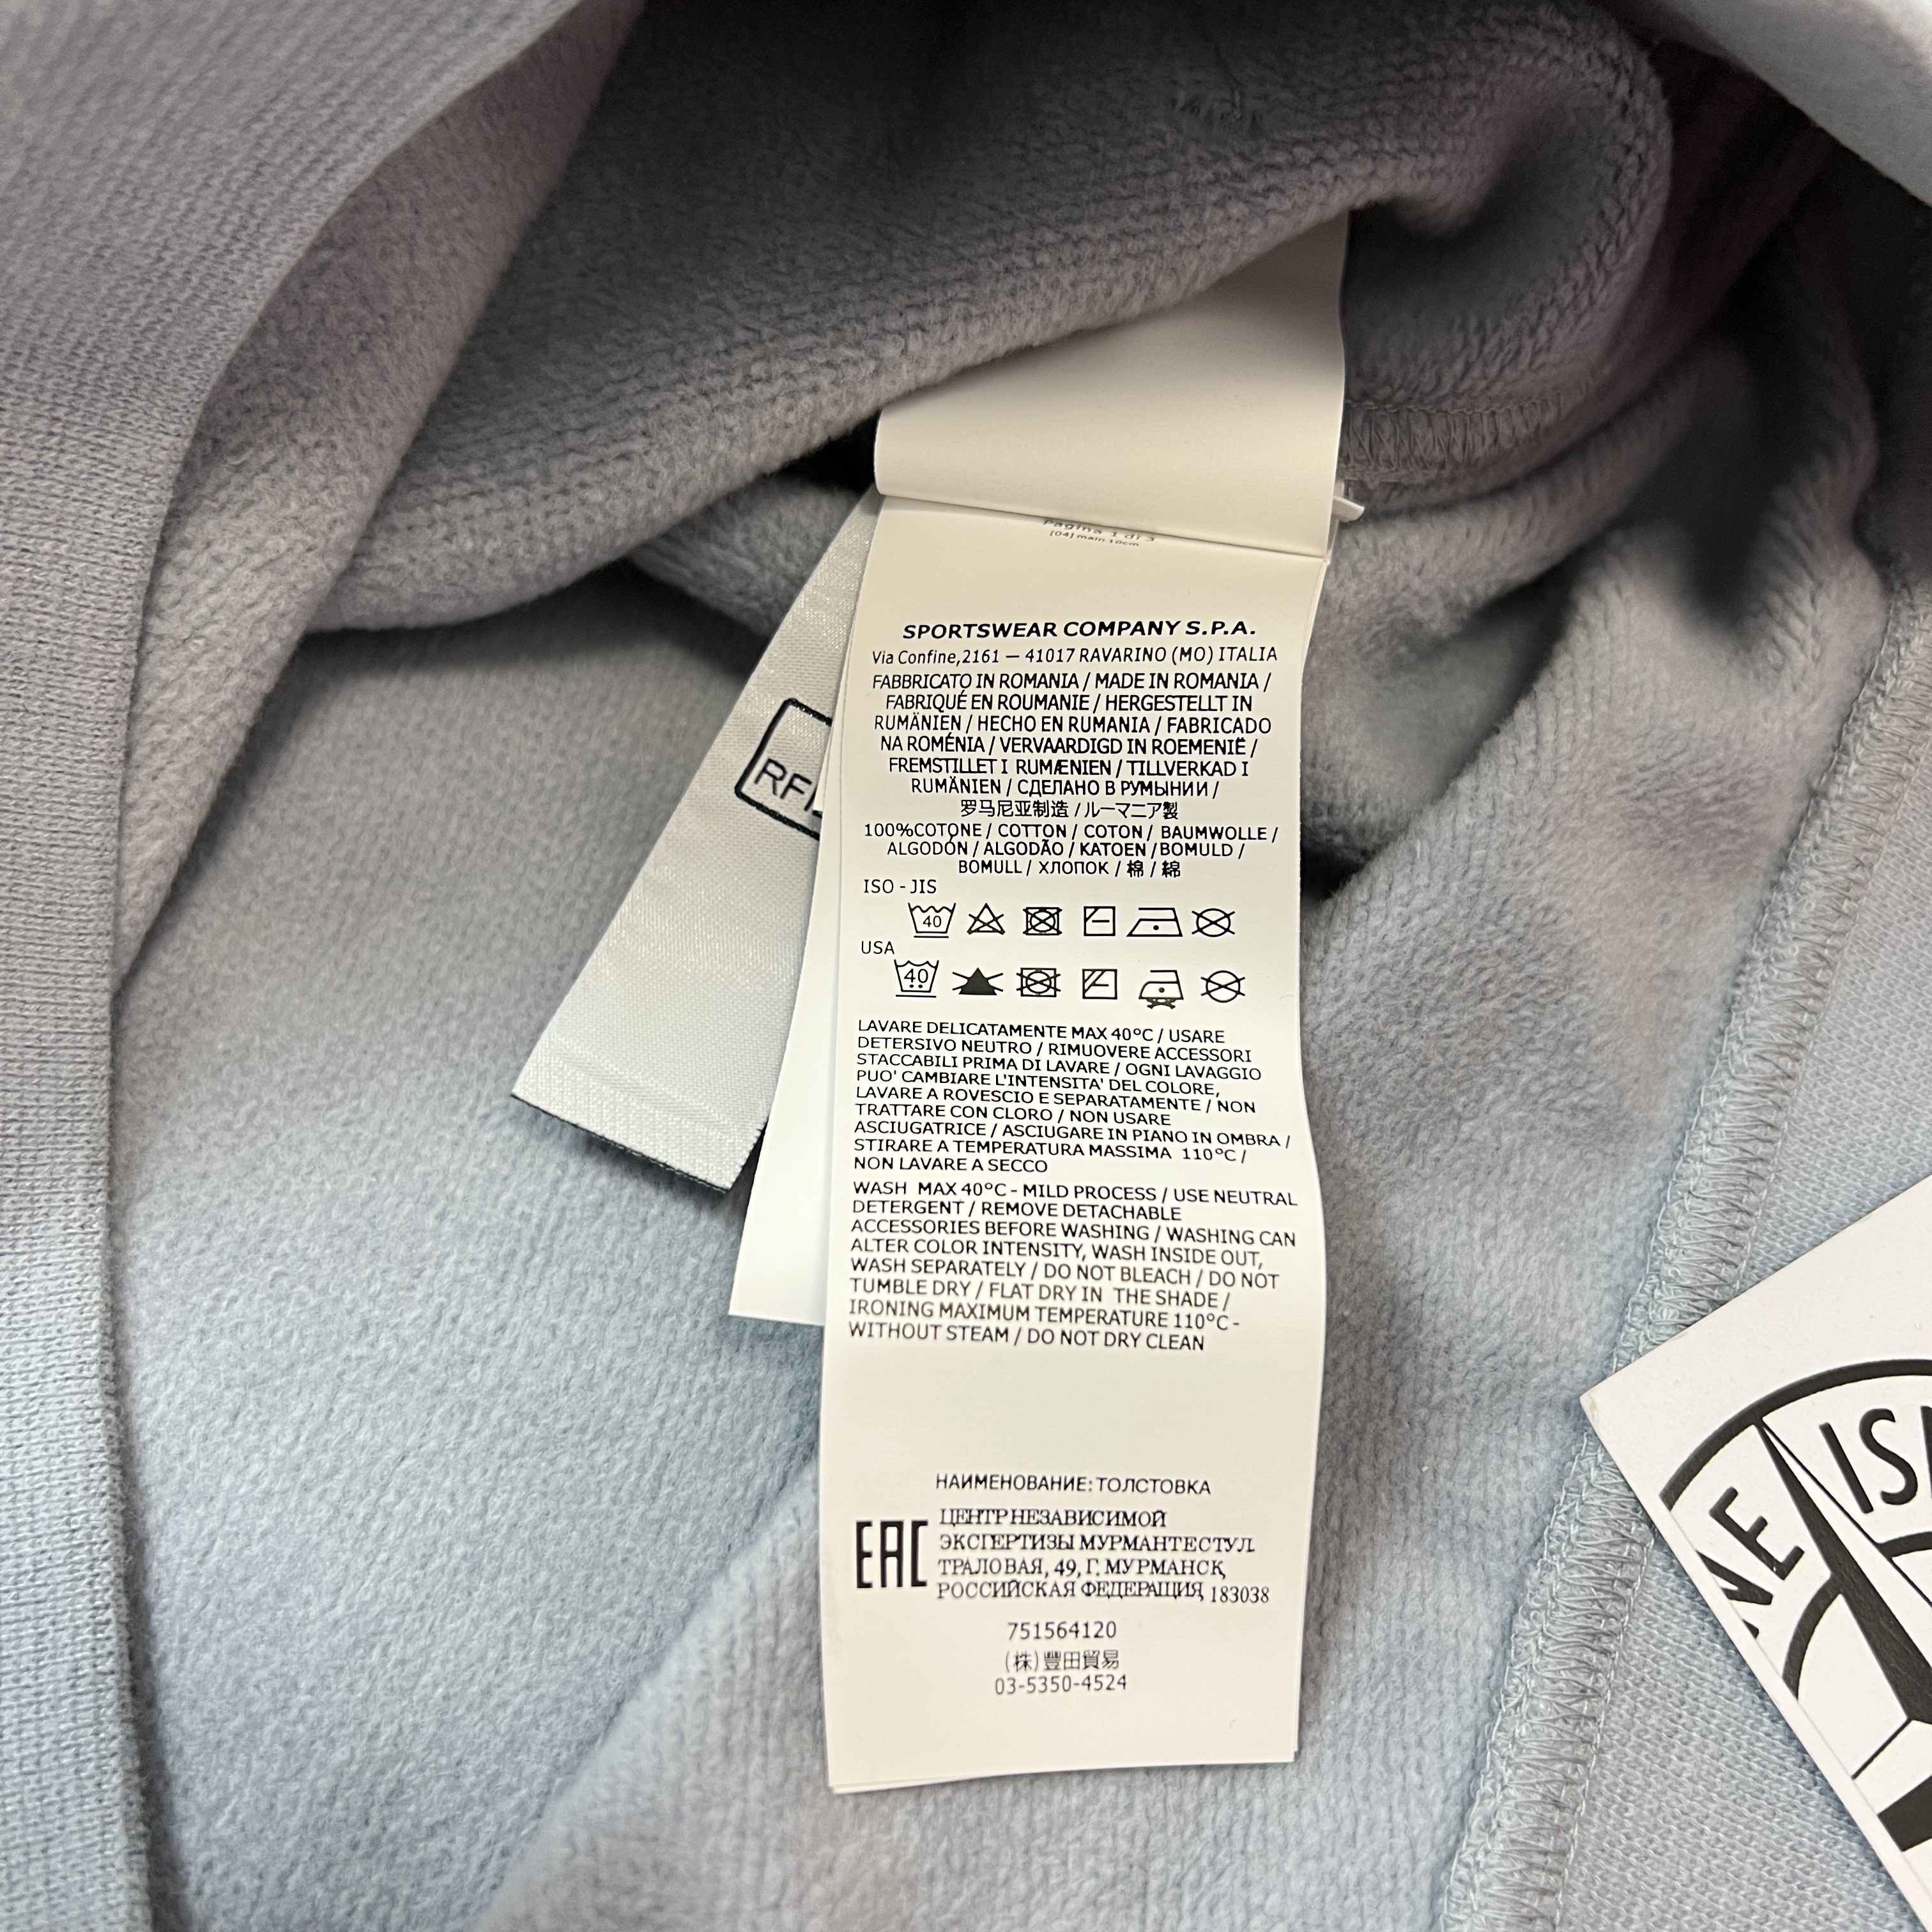 Pagina 1 di 3
[04] main 10cm
SPORTSWEAR COMPANY S.P.A.
Via Confine,2161 — 41017 RAVARINO (MO) ITALIA
FABBRICATO IN ROMANIA / MADE IN ROMANIA /
FABRIQUÉ EN ROUMANIE / HERGESTELLT IN
RUMÄNIEN / HECHO EN RUMANIA / FABRICADO
NA ROMÉNIA / VERVAARDIGD IN ROEMENIË /
FREMSTILLET I RUMÆNIEN / TILLVERKAD I
RUMÄNIEN / СДЕЛАНО В РУМЫНИИ /
罗马尼亚制造 / ルーマニア製
100%COTONE / COTTON / COTON / BAUMWOLLE /
ALGODÓN / ALGODÃO / KATOEN /BOMULD /
BOMULL / ХЛОПОК / 棉 / 綿
ISO - JIS
40
USA
40
LAVARE DELICATAMENTE MAX 40°C / USARE
DETERSIVO NEUTRO / RIMUOVERE ACCESSORI
STACCABILI PRIMA DI LAVARE / OGNI LAVAGGIO
PUO' CAMBIARE L'INTENSITA' DEL COLORE,
LAVARE A ROVESCIO E SEPARATAMENTE / NON
TRATTARE CON CLORO / NON USARE
ASCIUGATRICE / ASCIUGARE IN PIANO IN OMBRA /
STIRARE A TEMPERATURA MASSIMA 110°C /
NON LAVARE A SECCO
WASH MAX 40°C - MILD PROCESS / USE NEUTRAL
DETERGENT / REMOVE DETACHABLE
ACCESSORIES BEFORE WASHING / WASHING CAN
ALTER COLOR INTENSITY, WASH INSIDE OUT,
WASH SEPARATELY / DO NOT BLEACH / DO NOT
TUMBLE DRY / FLAT DRY IN THE SHADE /
IRONING MAXIMUM TEMPERATURE 110°C -
WITHOUT STEAM / DO NOT DRY CLEAN
НАИМЕНОВАНИЕ: ТОЛСТОВКА
EAC
ЦЕНТР НЕЗАВИСИМОЙ
ЭКСПЕРТИЗЫ МУРМАНТЕСТУЛ.
ТРАЛОВАЯ, 49, Г. МУРМАНСК,
РОССИЙСКАЯ ФЕДЕРАЦИЯ, 183038
751564120
(株)豊田貿易
03-5350-4524